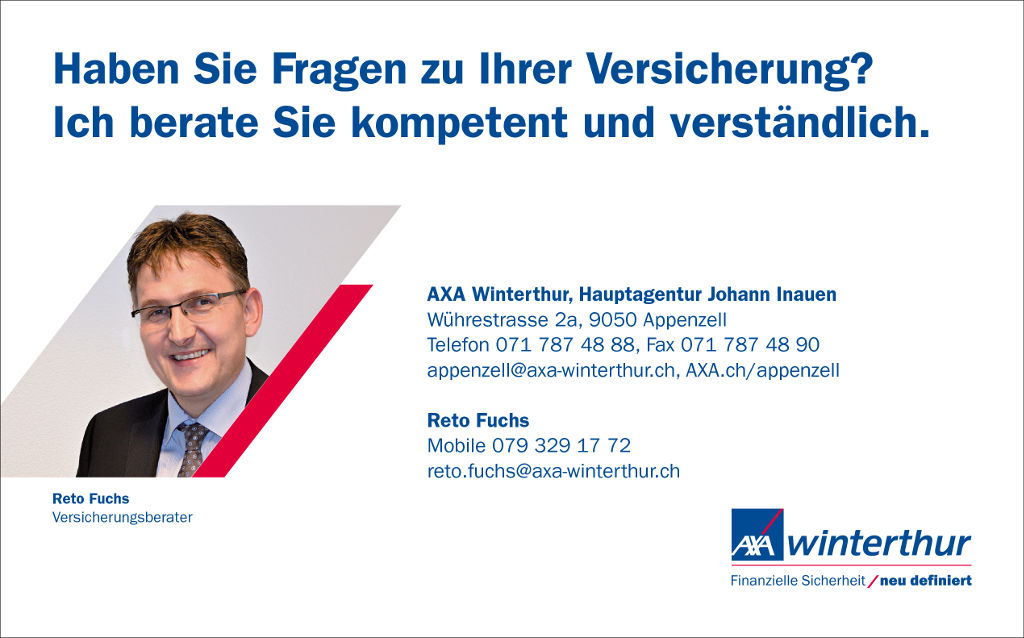 Haben Sie Fragen zu Ihrer Versicherung?
Ich berate Sie kompetent und verständlich.
AXA Winterthur, Hauptagentur Johann Inauen
Wührestrasse 2a, 9050 Appenzell
Telefon 071 787 48 88, Fax 071 787 48 90
appenzell@axa-winterthur.ch, AXA.ch/appenzell
Reto Fuchs
Mobile 079 329 17 72
reto.fuchs@axa-winterthur.ch
Reto Fuchs
Versicherungsberater
AXA winterthur
Finanzielle Sicherheit / neu definiert